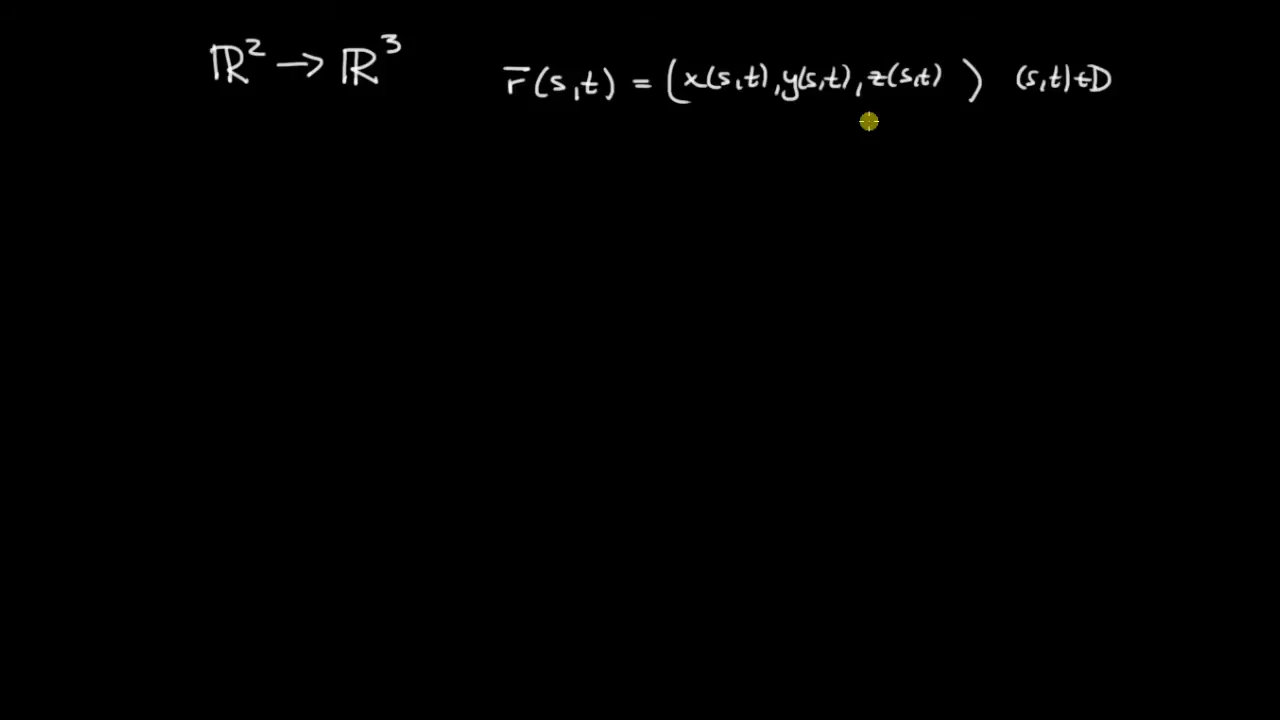 ℝ² → ℝ³
r̅(s,t) = (x(s,t), y(s,t), z(s,t)) (s,t)∈D